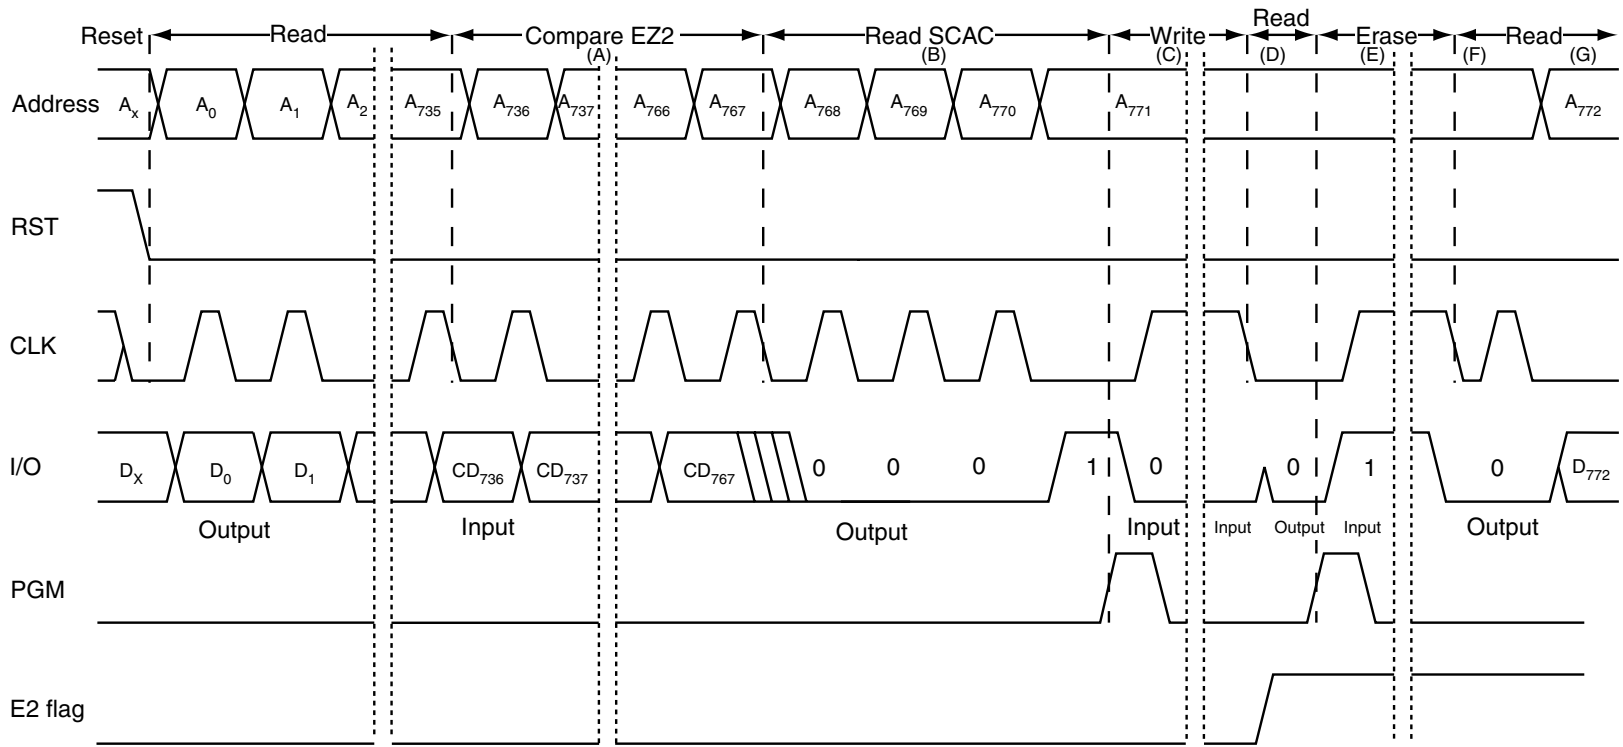 Reset Read Compare EZ2 Read SCAC Write Read Erase Read
(A) (B) (C) (D) (E) (F) (G)
Address Aₓ A₀ A₁ A₂ A₇₃₅ A₇₃₆ A₇₃₇ A₇₆₆ A₇₆₇ A₇₆₈ A₇₆₉ A₇₇₀ A₇₇₁ A₇₇₂
RST
CLK
I/O Dₓ D₀ D₁ CD₇₃₆ CD₇₃₇ CD₇₆₇ 0 0 0 1 0 0 1 0 D₇₇₂
Output Input Output Input Input Output Input Output
PGM
E2 flag